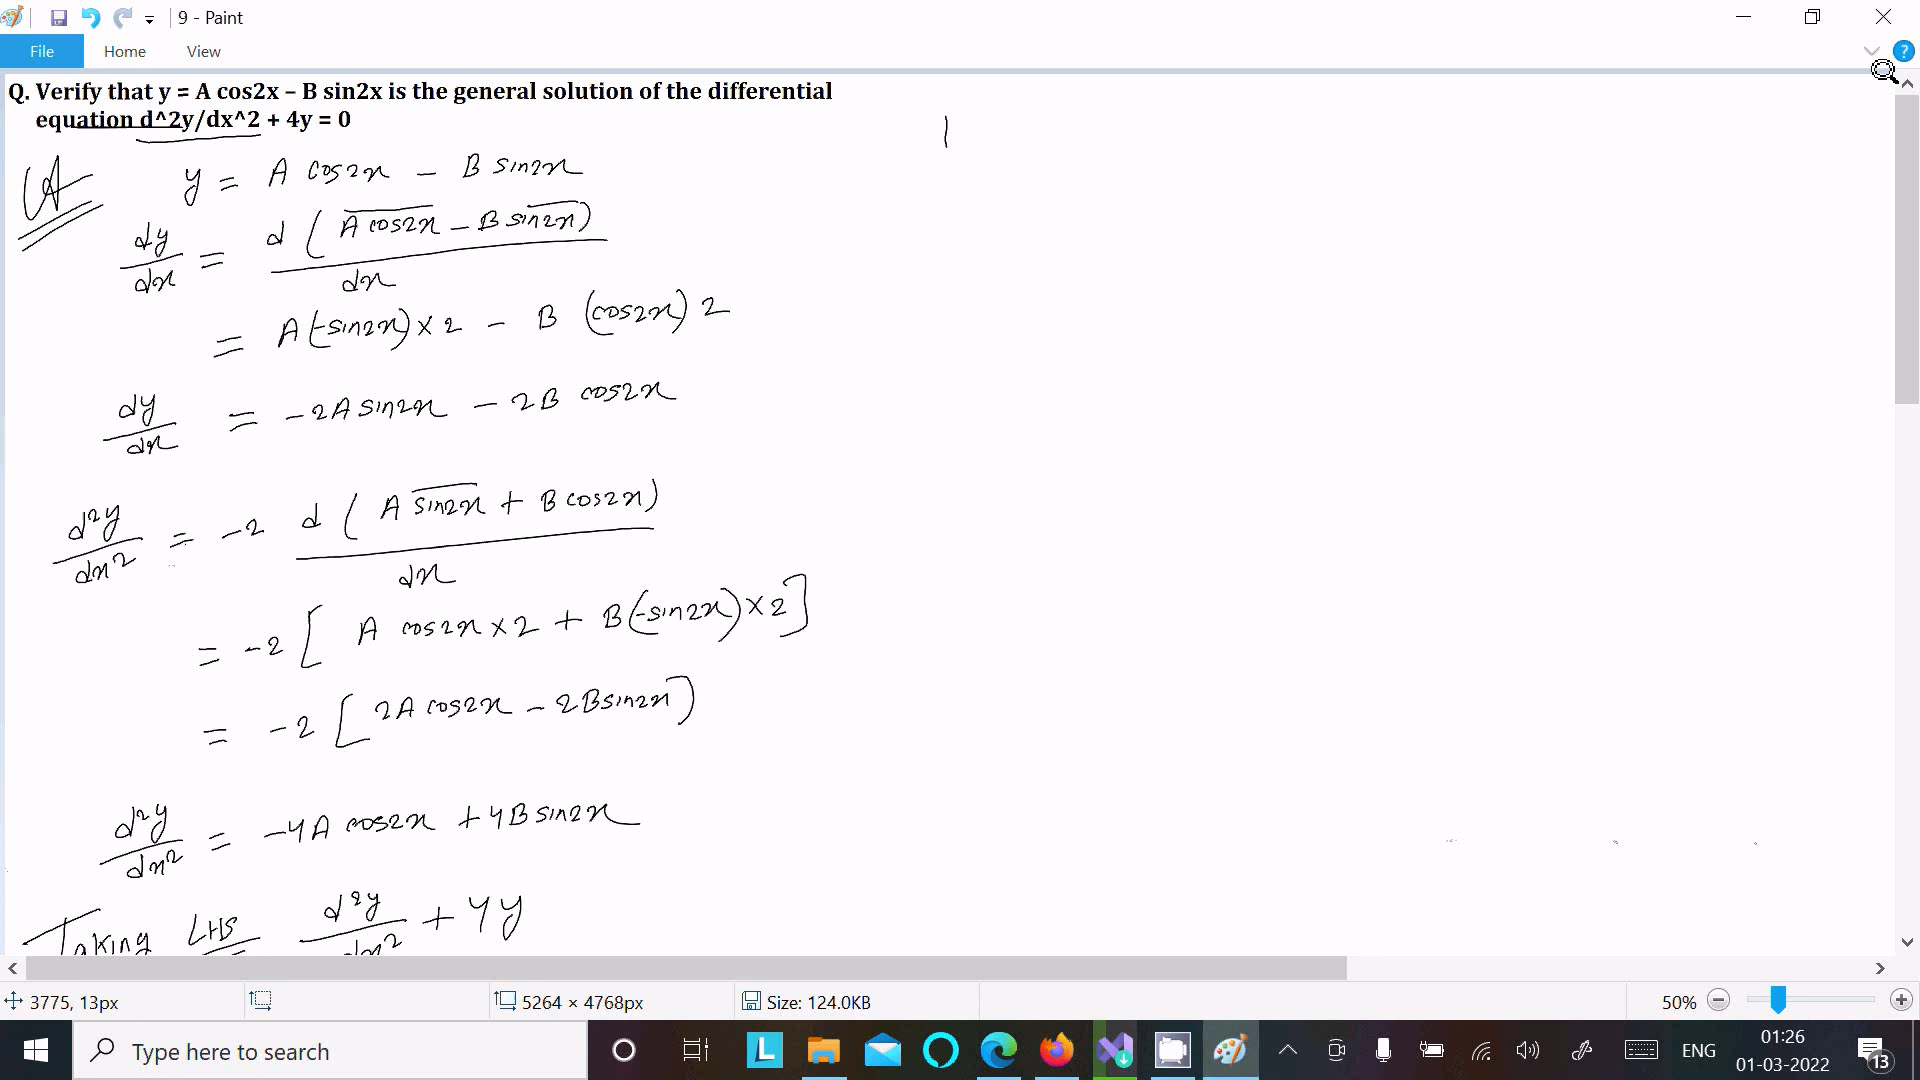 9 - Paint
File Home View
Q. Verify that y = A cos2x – B sin2x is the general solution of the differential
equation d^2y/dx^2 + 4y = 0
y = A cos2x - B sin2x
dy/dx = d(A cos2x - B sin2x)/dx
= A(-sin2x)×2 - B (cos2x) 2
dy/dx = -2A sin2x - 2B cos2x
d²y/dx² = -2 d(A sin2x + B cos2x)/dx
= -2 [ A cos2x×2 + B(-sin2x)×2]
= -2 [2A cos2x - 2B sin2x)
d²y/dx² = -4A cos2x + 4B sin2x
Taking LHS d²y/dx² + 4y
3775, 13px
5264 × 4768px
Size: 124.0KB
50%
Type here to search
L
ENG
01:26
01-03-2022
13